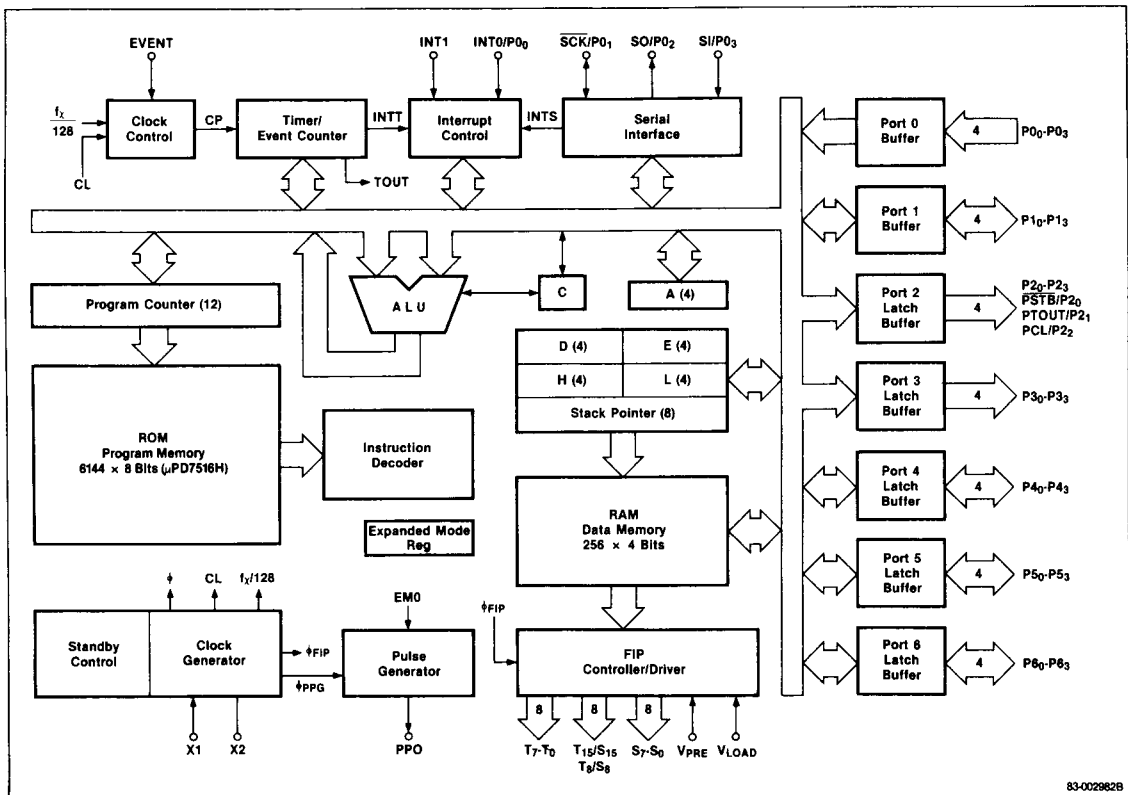 EVENT
INT1
INT0/P0₀
SCK/P0₁
SO/P0₂
SI/P0₃
fχ
128
Clock
Control
CP
Timer/
Event Counter
INTT
Interrupt
Control
INTS
Serial
Interface
CL
TOUT
Port 0
Buffer
4
P0₀-P0₃
Port 1
Buffer
4
P1₀-P1₃
Program Counter (12)
ALU
C
A (4)
Port 2
Latch
Buffer
4
P2₀-P2₃
PSTB/P2₀
PTOUT/P2₁
PCL/P2₂
D (4)
E (4)
H (4)
L (4)
Stack Pointer (8)
Port 3
Latch
Buffer
4
P3₀-P3₃
ROM
Program Memory
6144 × 8 Bits (μPD7516H)
Instruction
Decoder
Port 4
Latch
Buffer
4
P4₀-P4₃
RAM
Data Memory
256 × 4 Bits
Expanded Mode
Reg
Port 5
Latch
Buffer
4
P5₀-P5₃
ϕ
CL
fχ/128
EM0
ϕFIP
Standby
Control
Clock
Generator
ϕFIP
ϕPPG
Pulse
Generator
FIP
Controller/Driver
Port 6
Latch
Buffer
4
P6₀-P6₃
8
8
8
X1
X2
PPO
T₇-T₀
T₁₅/S₁₅
T₈/S₈
S₇-S₀
VPRE
VLOAD
83-002982B